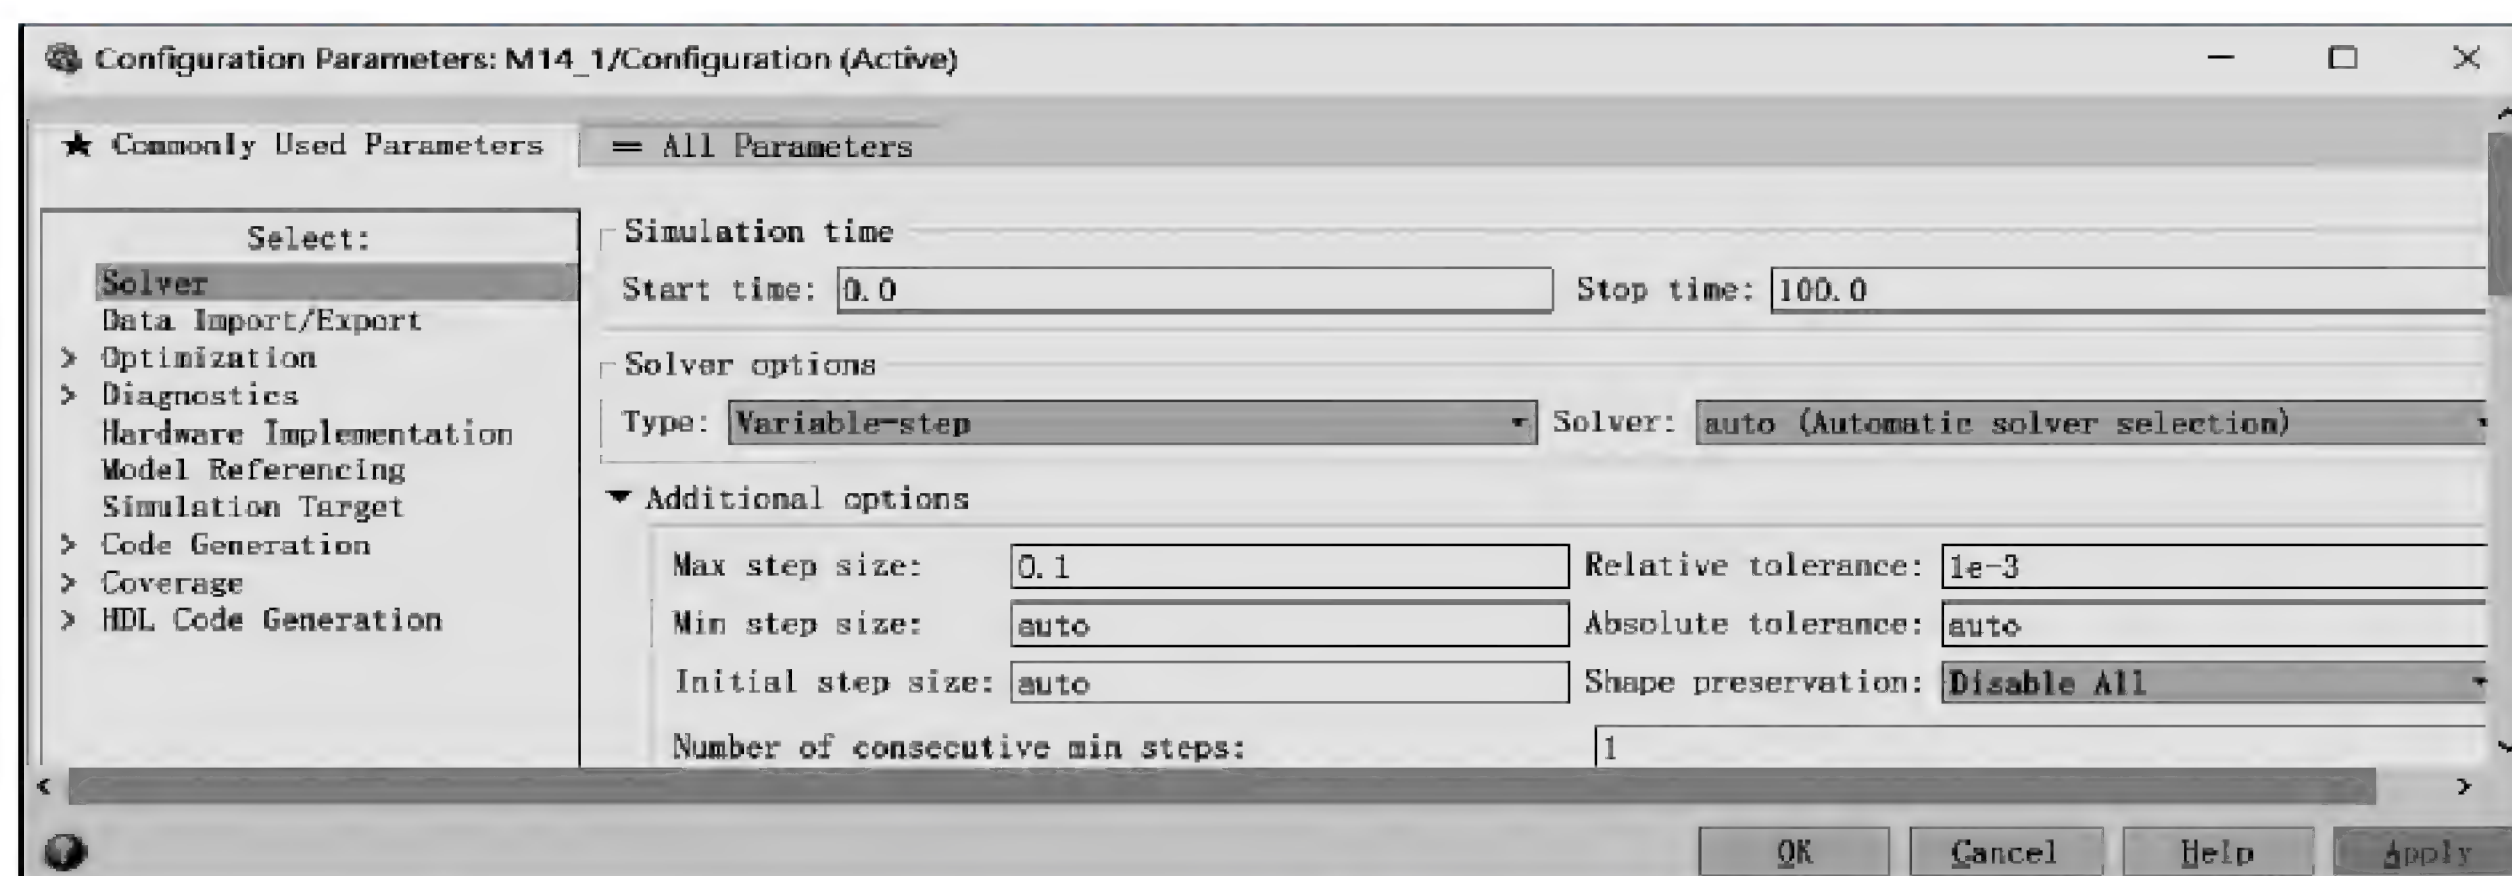 Configuration Parameters: M14_1/Configuration (Active)
★ Commonly Used Parameters
= All Parameters
Select:
Solver
Data Import/Export
> Optimization
> Diagnostics
Hardware Implementation
Model Referencing
Simulation Target
> Code Generation
> Coverage
> HDL Code Generation
Simulation time
Start time: 0.0 Stop time: 100.0
Solver options
Type: Variable-step Solver: auto (Automatic solver selection)
Additional options
Max step size: 0.1 Relative tolerance: 1e-3
Min step size: auto Absolute tolerance: auto
Initial step size: auto Shape preservation: Disable All
Number of consecutive min steps: 1
OK Cancel Help Apply